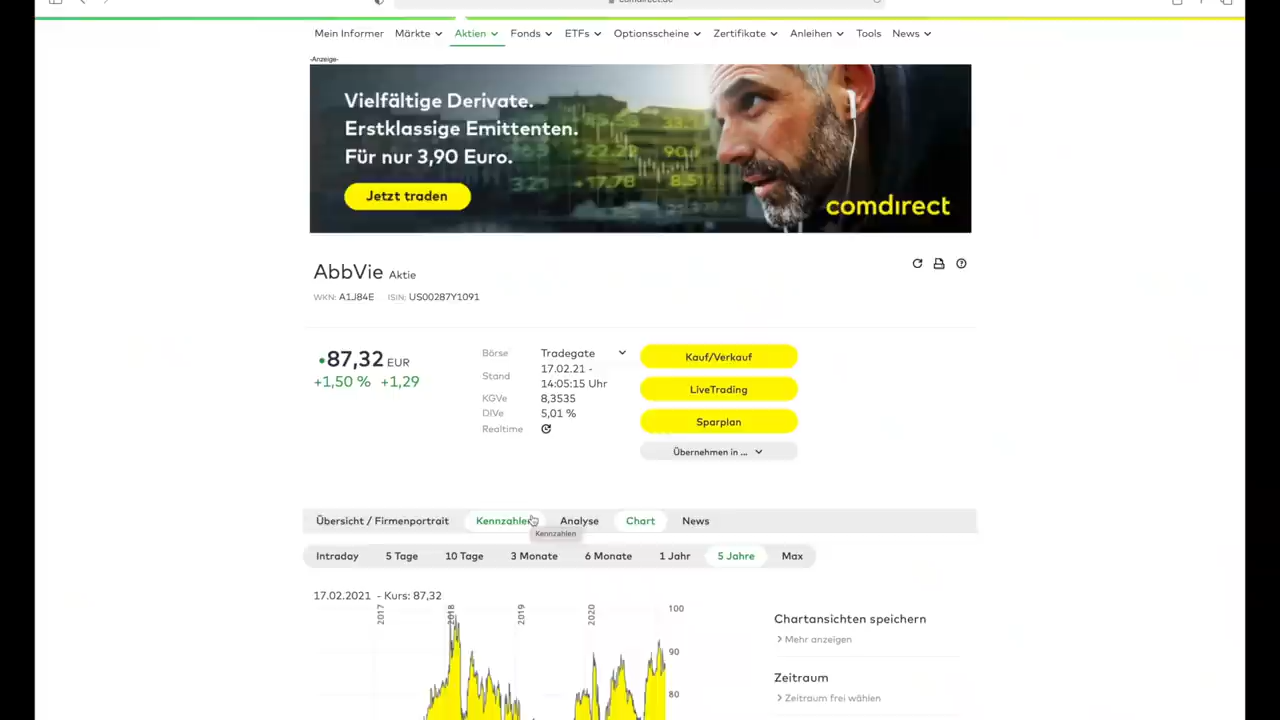 comdirect.de
Mein Informer Märkte Aktien Fonds ETFs Optionsscheine Zertifikate Anleihen Tools News
-Anzeige-
Vielfältige Derivate.
Erstklassige Emittenten.
Für nur 3,90 Euro.
Jetzt traden
comdirect
AbbVie Aktie
WKN: A1J84E ISIN: US00287Y1091
87,32 EUR
+1,50 % +1,29
Börse Tradegate
Stand 17.02.21 -
14:05:15 Uhr
KGVe 8,3535
DIVe 5,01 %
Realtime
Kauf/Verkauf
LiveTrading
Sparplan
Übernehmen in ...
Übersicht / Firmenportrait Kennzahlen Analyse Chart News
Kennzahlen
Intraday 5 Tage 10 Tage 3 Monate 6 Monate 1 Jahr 5 Jahre Max
17.02.2021 - Kurs: 87,32
2017 2018 2019 2020
100
90
80
Chartansichten speichern
Mehr anzeigen
Zeitraum
Zeitraum frei wählen